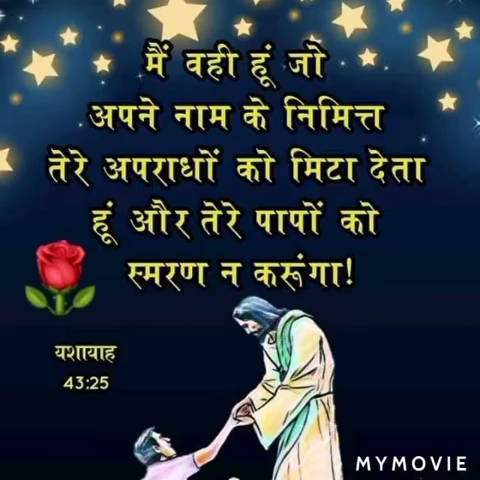 मैं वही हूं जो
अपने नाम के निमित्त
तेरे अपराधों को मिटा देता
हूं और तेरे पापों को
स्मरण न करूंगा!
यशायाह
43:25
MYMOVIE